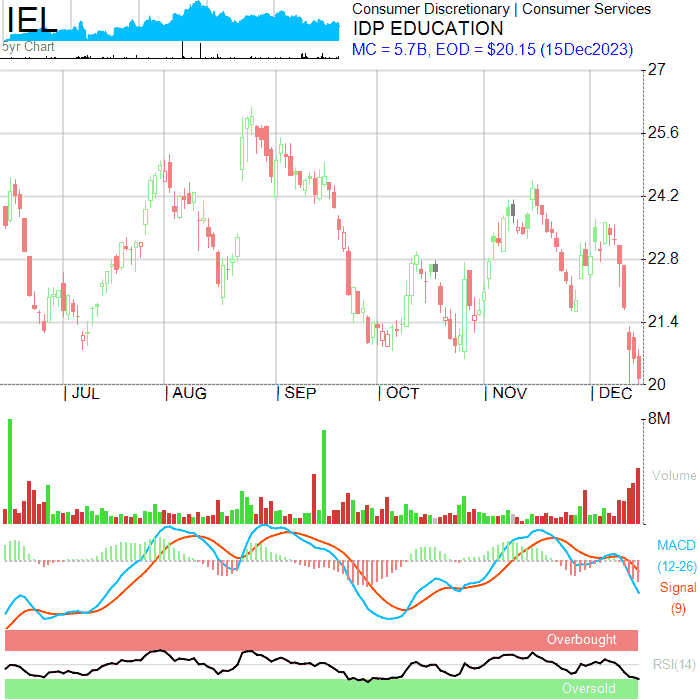 IEL
5yr Chart
Consumer Discretionary | Consumer Services
IDP EDUCATION
MC = 5.7B, EOD = $20.15 (15Dec2023)
27
25.6
24.2
22.8
21.4
20
| JUL | AUG | SEP | OCT | NOV | DEC
8M
Volume
MACD
(12-26)
Signal
(9)
Overbought
RSI(14)
Oversold